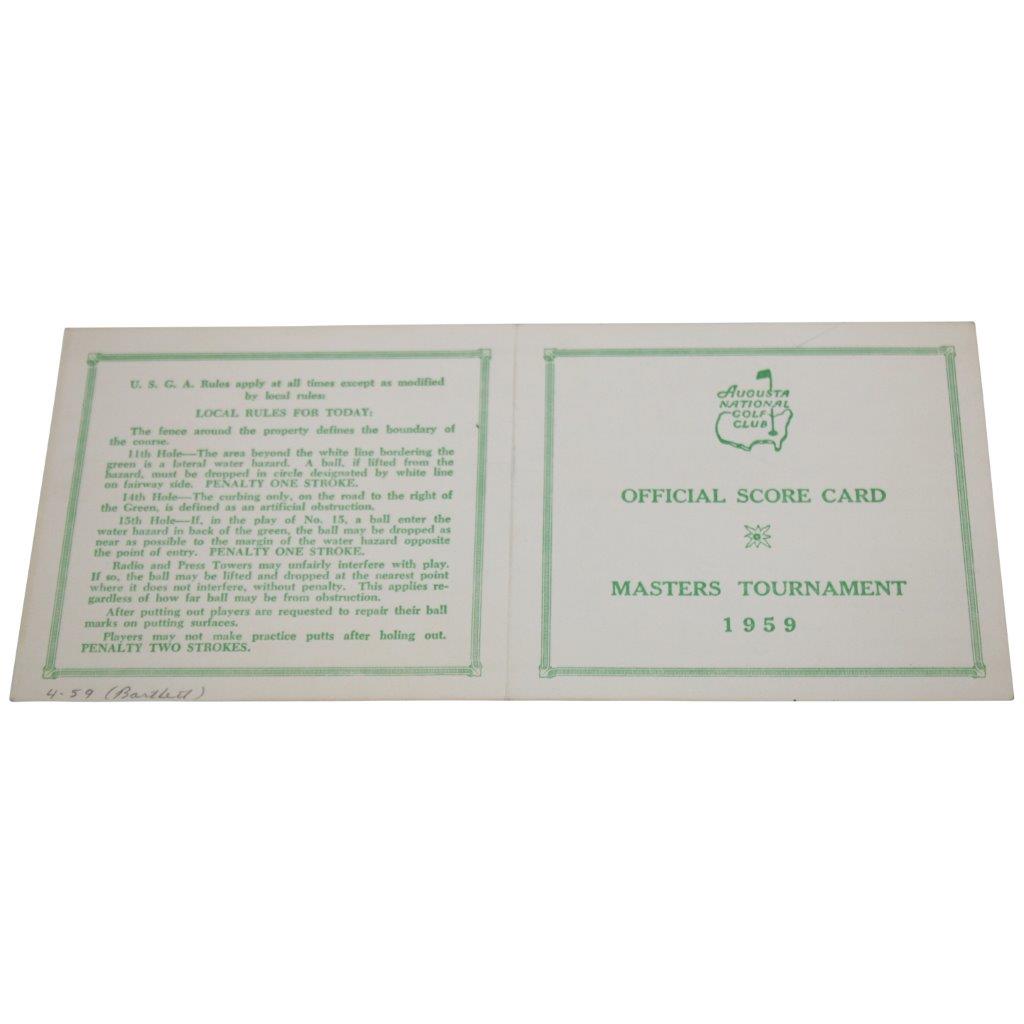 U. S. G. A. Rules apply at all times except as modified
by local rules:
LOCAL RULES FOR TODAY:
The fence around the property defines the boundary of
the course.
11th Hole—The area beyond the white line bordering the
green is a lateral water hazard. A ball, if lifted from the
hazard, must be dropped in circle designated by white line
on fairway side. PENALTY ONE STROKE.
14th Hole—The curbing only, on the road to the right of
the Green, is defined as an artificial obstruction.
15th Hole—If, in the play of No. 15, a ball enter the
water hazard in back of the green, the ball may be dropped as
near as possible to the margin of the water hazard opposite
the point of entry. PENALTY ONE STROKE.
Radio and Press Towers may unfairly interfere with play.
If so, the ball may be lifted and dropped at the nearest point
where it does not interfere, without penalty. This applies re-
gardless of how far ball may be from obstruction.
After putting out players are requested to repair their ball
marks on putting surfaces.
Players may not make practice putts after holing out.
PENALTY TWO STROKES.
4-59 (Bartlett)
AUGUSTA
NATIONAL
GOLF
CLUB
OFFICIAL SCORE CARD
MASTERS TOURNAMENT
1959